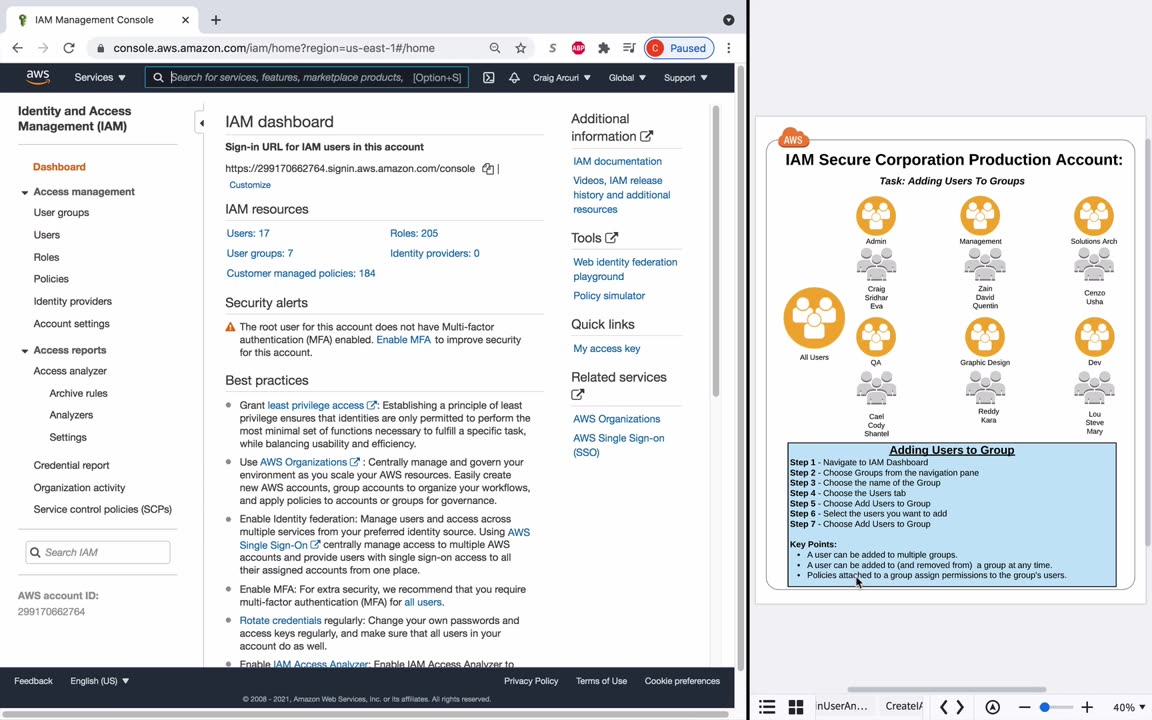 IAM Management Console
console.aws.amazon.com/iam/home?region=us-east-1#/home
S
ABP
C
Paused
aws
Services
Search for services, features, marketplace products, [Option+S]
Craig Arcuri
Global
Support
Identity and Access
Management (IAM)
Dashboard
Access management
User groups
Users
Roles
Policies
Identity providers
Account settings
Access reports
Access analyzer
Archive rules
Analyzers
Settings
Credential report
Organization activity
Service control policies (SCPs)
Search IAM
AWS account ID:
299170662764
IAM dashboard
Sign-in URL for IAM users in this account
https://299170662764.signin.aws.amazon.com/console |
Customize
IAM resources
Users: 17
Roles: 205
User groups: 7
Identity providers: 0
Customer managed policies: 184
Security alerts
The root user for this account does not have Multi-factor
authentication (MFA) enabled. Enable MFA to improve security
for this account.
Best practices
Grant least privilege access : Establishing a principle of least
privilege ensures that identities are only permitted to perform the
most minimal set of functions necessary to fulfill a specific task,
while balancing usability and efficiency.
Use AWS Organizations : Centrally manage and govern your
environment as you scale your AWS resources. Easily create
new AWS accounts, group accounts to organize your workflows,
and apply policies to accounts or groups for governance.
Enable Identity federation: Manage users and access across
multiple services from your preferred identity source. Using AWS
Single Sign-On centrally manage access to multiple AWS
accounts and provide users with single sign-on access to all
their assigned accounts from one place.
Enable MFA: For extra security, we recommend that you require
multi-factor authentication (MFA) for all users.
Rotate credentials regularly: Change your own passwords and
access keys regularly, and make sure that all users in your
account do as well.
Enable IAM Access Analyzer: Enable IAM Access Analyzer to
Additional
information
IAM documentation
Videos, IAM release
history and additional
resources
Tools
Web identity federation
playground
Policy simulator
Quick links
My access key
Related services
AWS Organizations
AWS Single Sign-on
(SSO)
Feedback
English (US)
Privacy Policy
Terms of Use
Cookie preferences
© 2008 - 2021, Amazon Web Services, Inc. or its affiliates. All rights reserved.
AWS
IAM Secure Corporation Production Account:
Task: Adding Users To Groups
Admin
Management
Solutions Arch
Craig
Sridhar
Eva
Zain
David
Quentin
Cenzo
Usha
All Users
QA
Graphic Design
Dev
Cael
Cody
Shantel
Reddy
Kara
Lou
Steve
Mary
Adding Users to Group
Step 1 - Navigate to IAM Dashboard
Step 2 - Choose Groups from the navigation pane
Step 3 - Choose the name of the Group
Step 4 - Choose the Users tab
Step 5 - Choose Add Users to Group
Step 6 - Select the users you want to add
Step 7 - Choose Add Users to Group
Key Points:
A user can be added to multiple groups.
A user can be added to (and removed from) a group at any time.
Policies attached to a group assign permissions to the group's users.
inUserAn...
CreateIA
40%